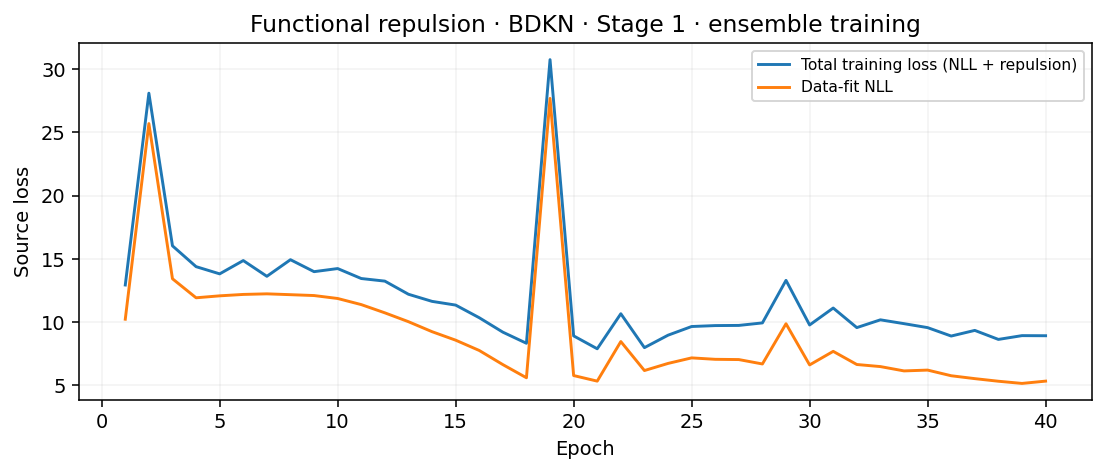 Functional repulsion · BDKN · Stage 1 · ensemble training
Total training loss (NLL + repulsion)
Data-fit NLL
Source loss
30
25
20
15
10
5
0 5 10 15 20 25 30 35 40
Epoch